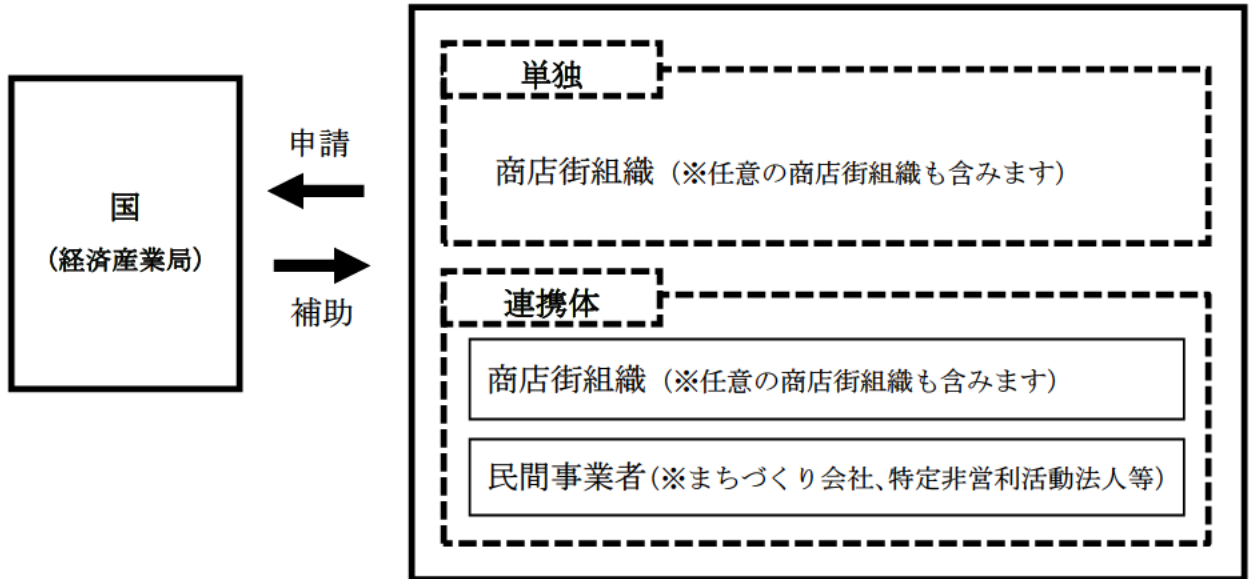 国
（経済産業局）
申請
補助
単独
商店街組織（※任意の商店街組織も含みます）
連携体
商店街組織（※任意の商店街組織も含みます）
民間事業者（※まちづくり会社、特定非営利活動法人等）